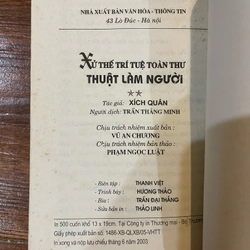 NHÀ XUẤT BẢN VĂN HÓA - THÔNG TIN
43 Lò Đúc - Hà nội
XỬ THẾ TRÍ TUỆ TOÀN THƯ
THUẬT LÀM NGƯỜI
Tác giả: XÍCH QUÂN
Người dịch: TRẦN THẮNG MINH
Chịu trách nhiệm xuất bản:
VŨ AN CHƯƠNG
Chịu trách nhiệm bản thảo:
PHẠM NGỌC LUẬT
- Biên tập: THANH VIỆT
- Trình bày: HƯƠNG THẢO
- Bìa: TRẦN ĐẠI THẮNG
- Sửa bản in: THẢO LINH
In 500 cuốn khổ 13 x 19cm. Tại Công ty in Thương mại -
Giấy phép xuất bản số: 1486-XB-QLXB/05-VHTT
In xong và nộp lưu chiểu tháng 6 năm 2003